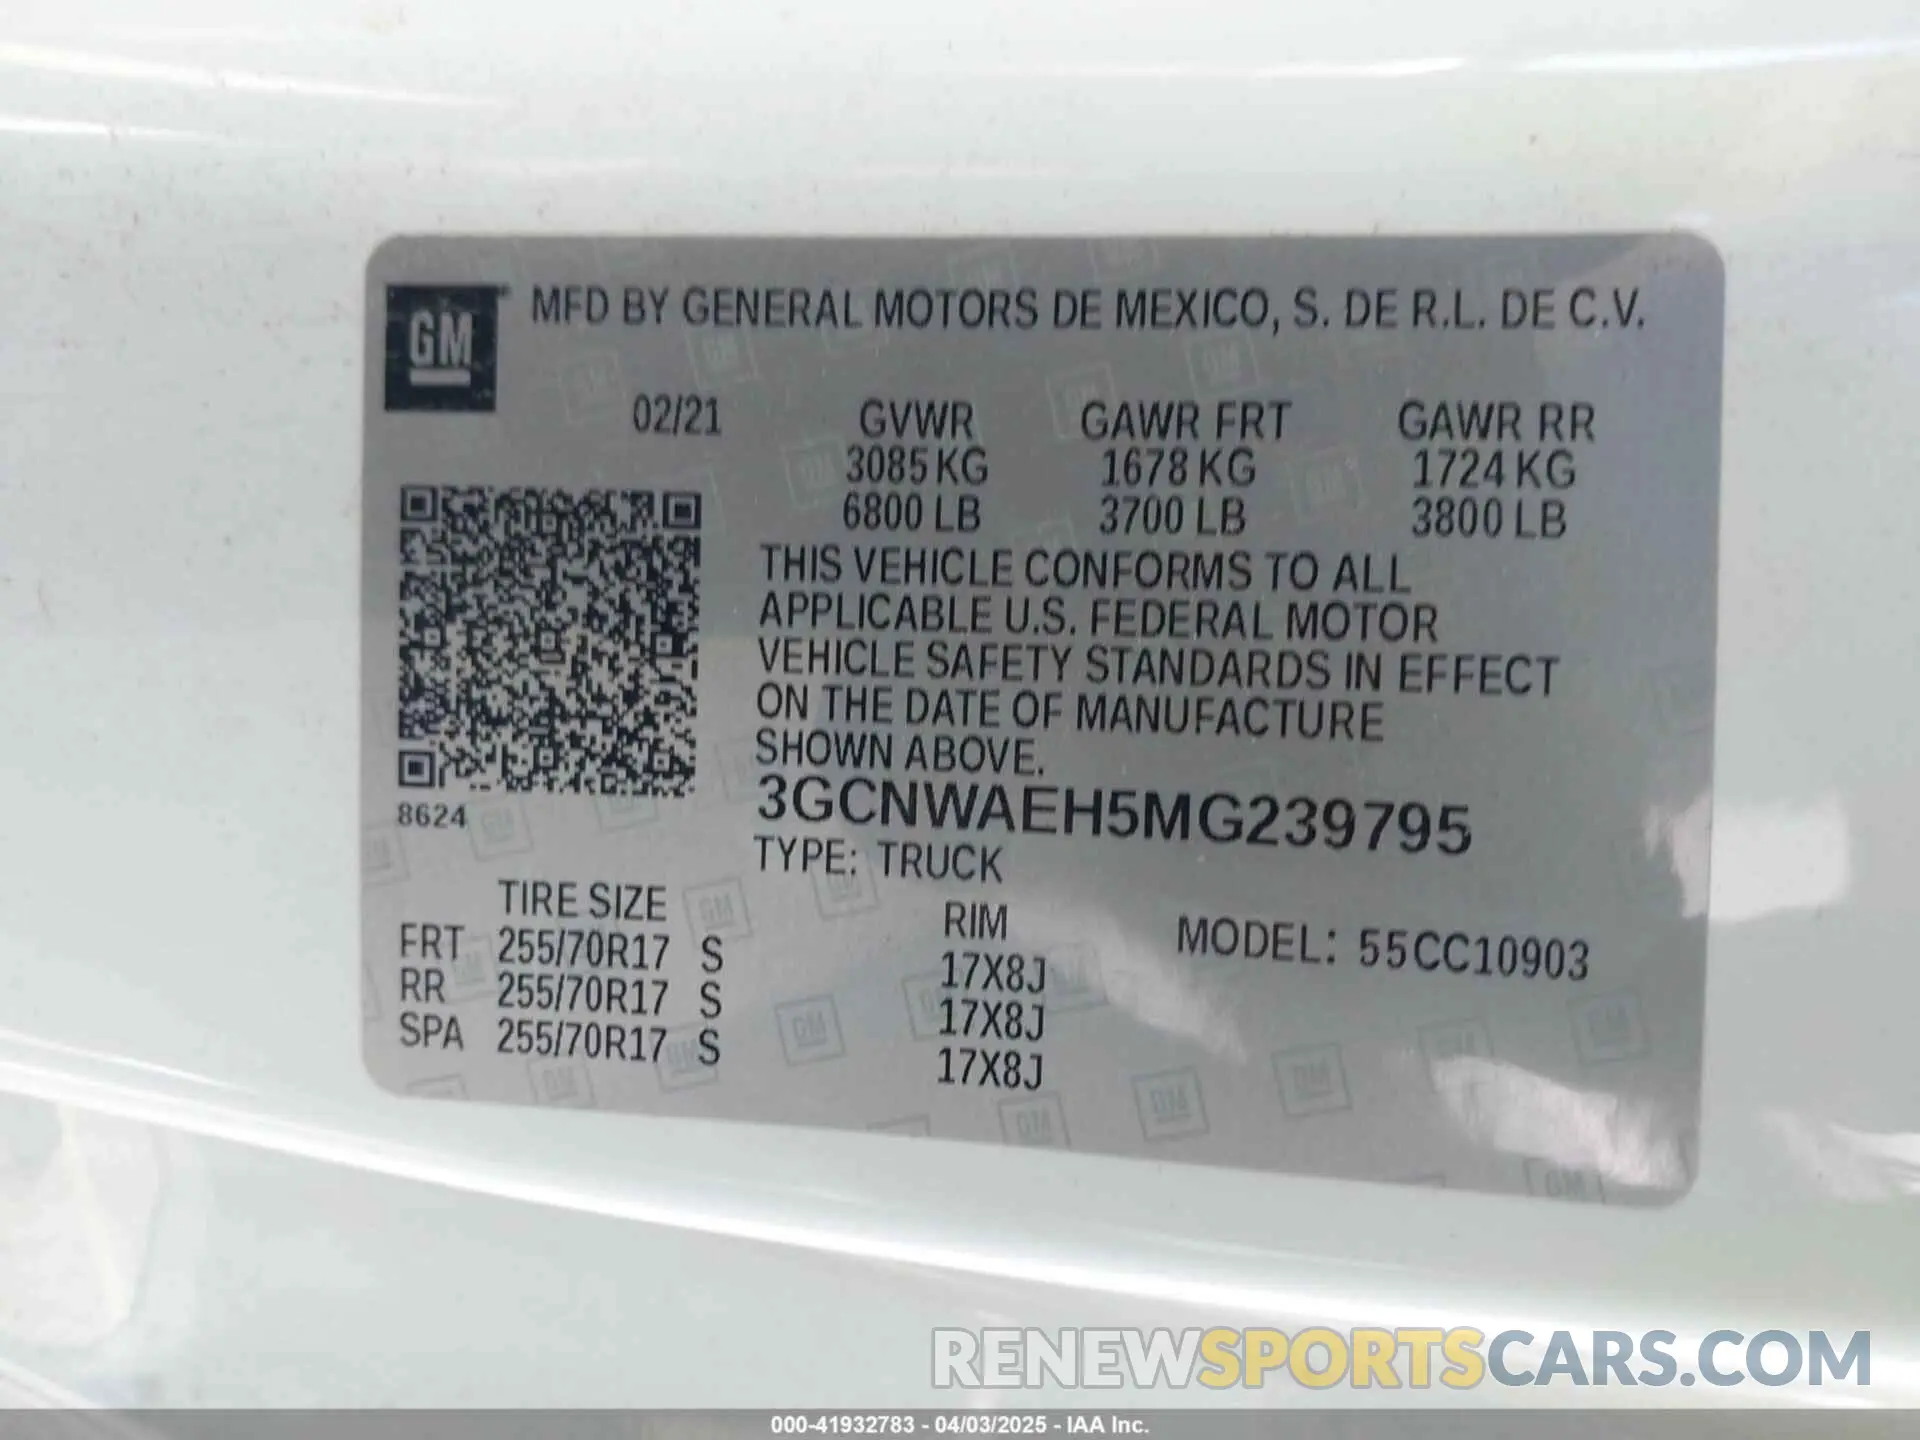 GM
MFD BY GENERAL MOTORS DE MEXICO, S. DE R.L. DE C.V.
02/21 GVWR GAWR FRT GAWR RR
3085 KG 1678 KG 1724 KG
6800 LB 3700 LB 3800 LB
THIS VEHICLE CONFORMS TO ALL
APPLICABLE U.S. FEDERAL MOTOR
VEHICLE SAFETY STANDARDS IN EFFECT
ON THE DATE OF MANUFACTURE
SHOWN ABOVE.
3GCNWAEH5MG239795
8624
TYPE: TRUCK
TIRE SIZE RIM MODEL: 55CC10903
FRT 255/70R17 S 17X8J
RR 255/70R17 S 17X8J
SPA 255/70R17 S 17X8J
RENEWSPORTSCARS.COM
000-41932783 - 04/03/2025 - IAA Inc.